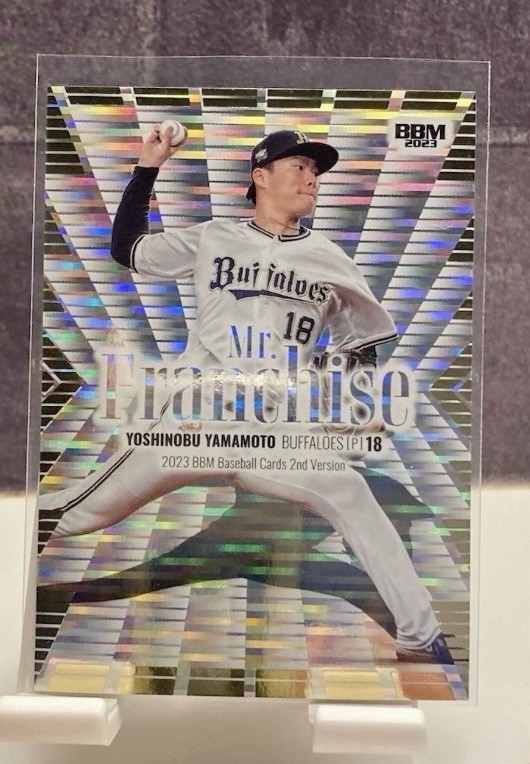 BBM
2023
B
Buffaloes
18
Mr.
Franchise
YOSHINOBU YAMAMOTO BUFFALOES [P] 18
2023 BBM Baseball Cards 2nd Version